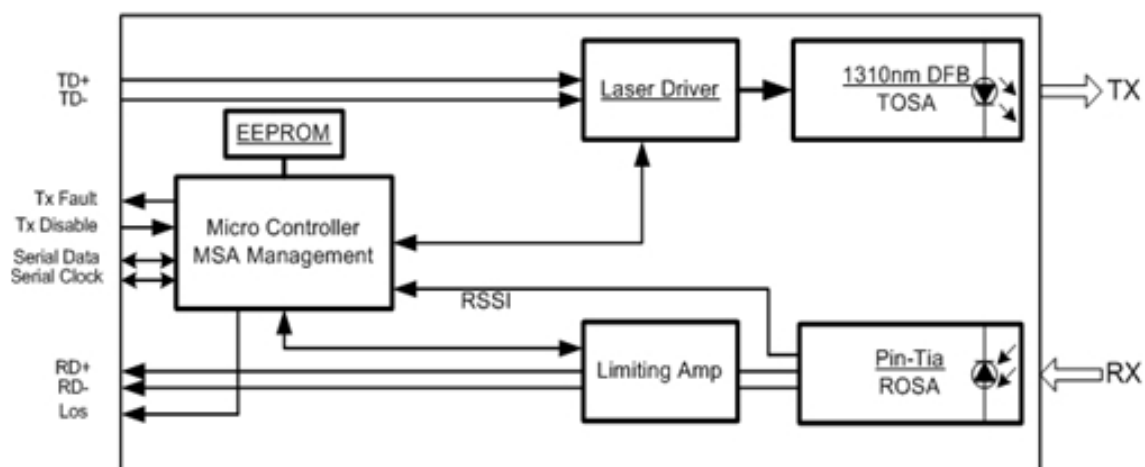 TD+
TD-
Laser Driver
1310nm DFB
TOSA
TX
EEPROM
Tx Fault
Tx Disable
Serial Data
Serial Clock
Micro Controller
MSA Management
RSSI
RD+
RD-
Los
Limiting Amp
Pin-Tia
ROSA
RX